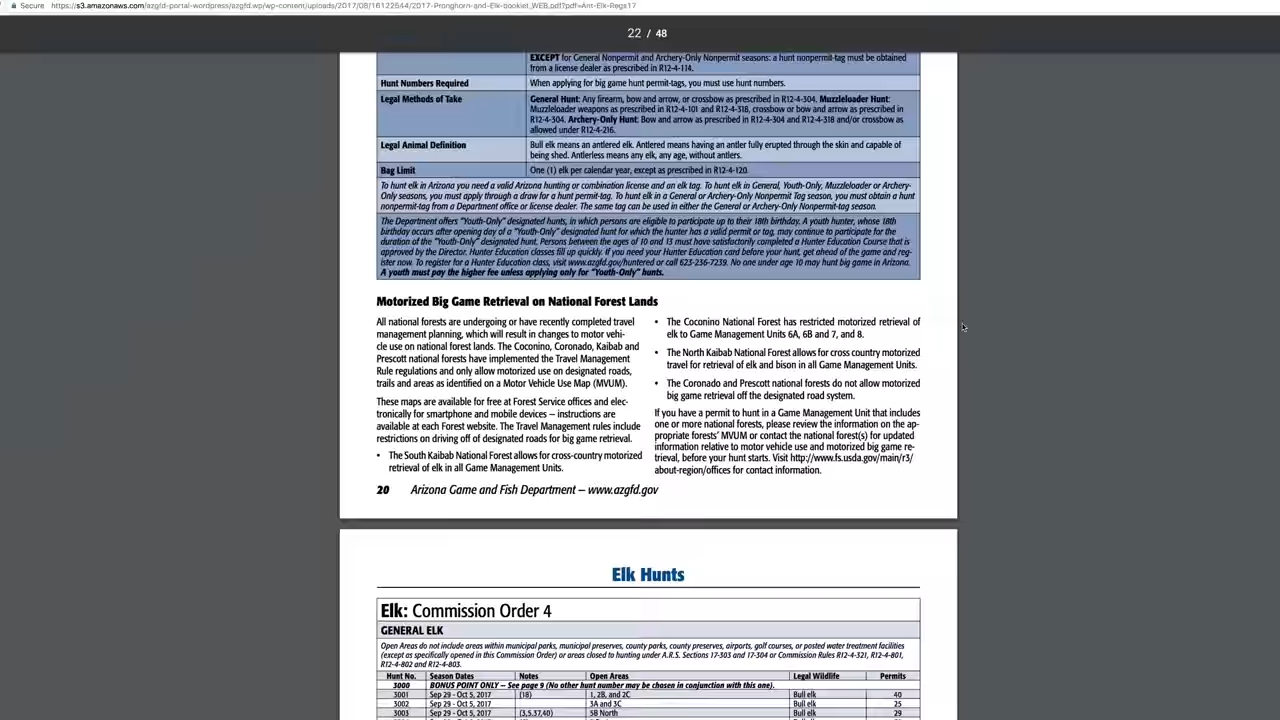 Secure https://s3.amazonaws.com/azgfd-portal-wordpress/azgfd.wp/wp-content/uploads/2017/08/16122544/2017-Pronghorn-and-Elk-booklet_WEB.pdf?pdf=Ant-Elk-Regs17
22 / 48
EXCEPT for General Nonpermit and Archery-Only Nonpermit seasons: a hunt nonpermit-tag must be obtained
from a license dealer as prescribed in R12-4-114.
Hunt Numbers Required When applying for big game hunt permit-tags, you must use hunt numbers.
Legal Methods of Take General Hunt: Any firearm, bow and arrow, or crossbow as prescribed in R12-4-304. Muzzleloader Hunt:
Muzzleloader weapons as prescribed in R12-4-101 and R12-4-318, crossbow or bow and arrow as prescribed in
R12-4-304. Archery-Only Hunt: Bow and arrow as prescribed in R12-4-304 and R12-4-318 and/or crossbow as
allowed under R12-4-216.
Legal Animal Definition Bull elk means an antlered elk. Antlered means having an antler fully erupted through the skin and capable of
being shed. Antlerless means any elk, any age, without antlers.
Bag Limit One (1) elk per calendar year, except as prescribed in R12-4-120.
To hunt elk in Arizona you need a valid Arizona hunting or combination license and an elk tag. To hunt elk in General, Youth-Only, Muzzleloader or Archery-
Only seasons, you must apply through a draw for a hunt permit-tag. To hunt elk in a General or Archery-Only Nonpermit Tag season, you must obtain a hunt
nonpermit-tag from a Department office or license dealer. The same tag can be used in either the General or Archery-Only Nonpermit-tag season.
The Department offers "Youth-Only" designated hunts, in which persons are eligible to participate up to their 18th birthday. A youth hunter, whose 18th
birthday occurs after opening day of a "Youth-Only" designated hunt for which the hunter has a valid permit or tag, may continue to participate for the
duration of the "Youth-Only" designated hunt. Persons between the ages of 10 and 13 must have satisfactorily completed a Hunter Education Course that is
approved by the Director. Hunter Education classes fill up quickly. If you need your Hunter Education card before your hunt, get ahead of the game and reg-
ister now. To register for a Hunter Education class, visit www.azgfd.gov/huntered or call 623-236-7239. No one under age 10 may hunt big game in Arizona.
A youth must pay the higher fee unless applying only for "Youth-Only" hunts.
Motorized Big Game Retrieval on National Forest Lands
All national forests are undergoing or have recently completed travel
management planning, which will result in changes to motor vehi-
cle use on national forest lands. The Coconino, Coronado, Kaibab and
Prescott national forests have implemented the Travel Management
Rule regulations and only allow motorized use on designated roads,
trails and areas as identified on a Motor Vehicle Use Map (MVUM).
These maps are available for free at Forest Service offices and elec-
tronically for smartphone and mobile devices – instructions are
available at each Forest website. The Travel Management rules include
restrictions on driving off of designated roads for big game retrieval.
• The South Kaibab National Forest allows for cross-country motorized
retrieval of elk in all Game Management Units.
• The Coconino National Forest has restricted motorized retrieval of
elk to Game Management Units 6A, 6B and 7, and 8.
• The North Kaibab National Forest allows for cross country motorized
travel for retrieval of elk and bison in all Game Management Units.
• The Coronado and Prescott national forests do not allow motorized
big game retrieval off the designated road system.
If you have a permit to hunt in a Game Management Unit that includes
one or more national forests, please review the information on the ap-
propriate forests' MVUM or contact the national forest(s) for updated
information relative to motor vehicle use and motorized big game re-
trieval, before your hunt starts. Visit http://www.fs.usda.gov/main/r3/
about-region/offices for contact information.
20 Arizona Game and Fish Department – www.azgfd.gov
Elk Hunts
Elk: Commission Order 4
GENERAL ELK
Open Areas do not include areas within municipal parks, municipal preserves, county parks, county preserves, airports, golf courses, or posted water treatment facilities
(except as specifically opened in this Commission Order) or areas closed to hunting under A.R.S. Sections 17-303 and 17-304 or Commission Rules R12-4-321, R12-4-801,
R12-4-802 and R12-4-803.
Hunt No. Season Dates Notes Open Areas Legal Wildlife Permits
3000 BONUS POINT ONLY – See page 9 (No other hunt number may be chosen in conjunction with this one).
3001 Sep 29 - Oct 5, 2017 (18) 1, 2B, and 2C Bull elk 40
3002 Sep 29 - Oct 5, 2017 3A and 3C Bull elk 25
3003 Sep 29 - Oct 5, 2017 (3,5,37,40) 5B North Bull elk 29